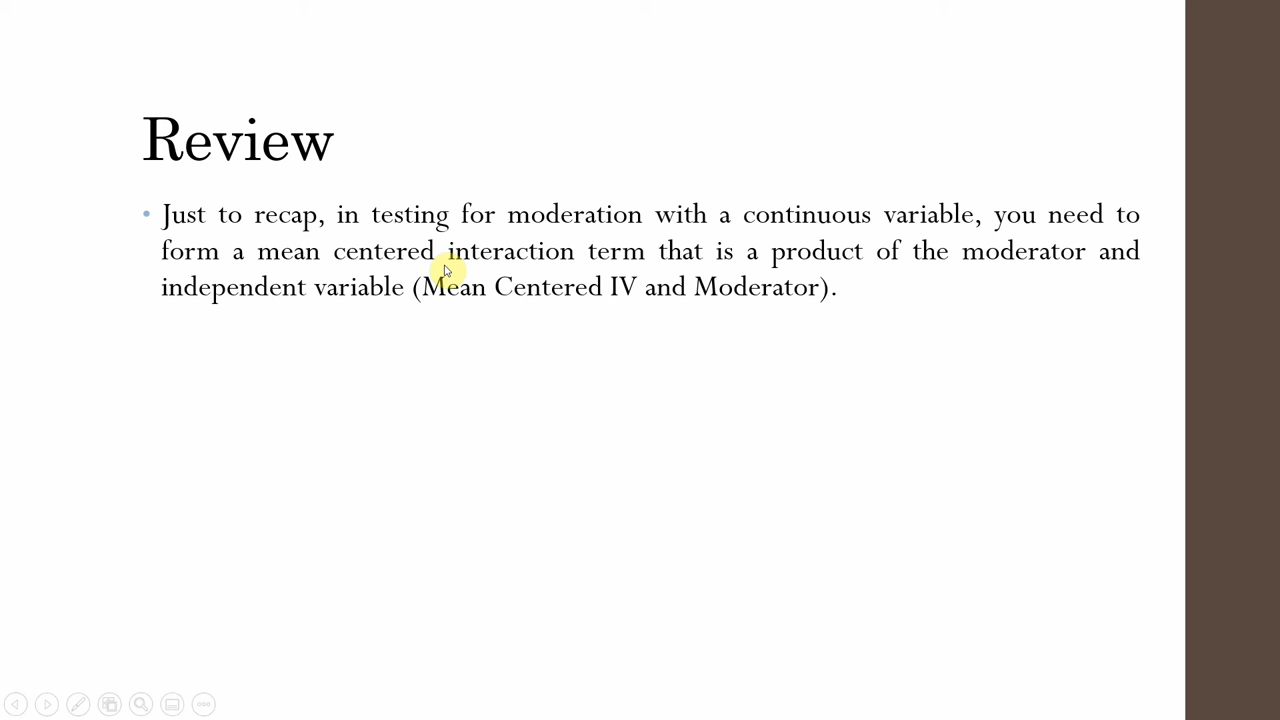 Review
• Just to recap, in testing for moderation with a continuous variable, you need to
form a mean centered interaction term that is a product of the moderator and
independent variable (Mean Centered IV and Moderator).